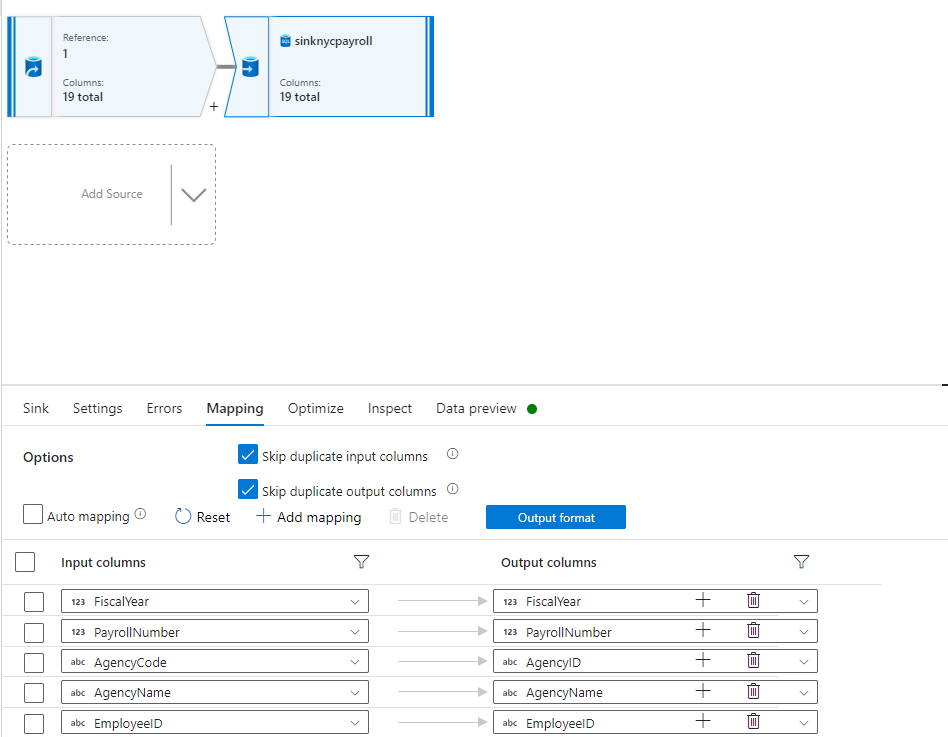 Reference:
1
Columns:
19 total
+
SQL
sinknycpayroll
Columns:
19 total
Add Source
Sink Settings Errors Mapping Optimize Inspect Data preview
Options
Skip duplicate input columns
Skip duplicate output columns
Auto mapping Reset Add mapping Delete Output format
Input columns Output columns
123 FiscalYear 123 FiscalYear
123 PayrollNumber 123 PayrollNumber
abc AgencyCode abc AgencyID
abc AgencyName abc AgencyName
abc EmployeeID abc EmployeeID